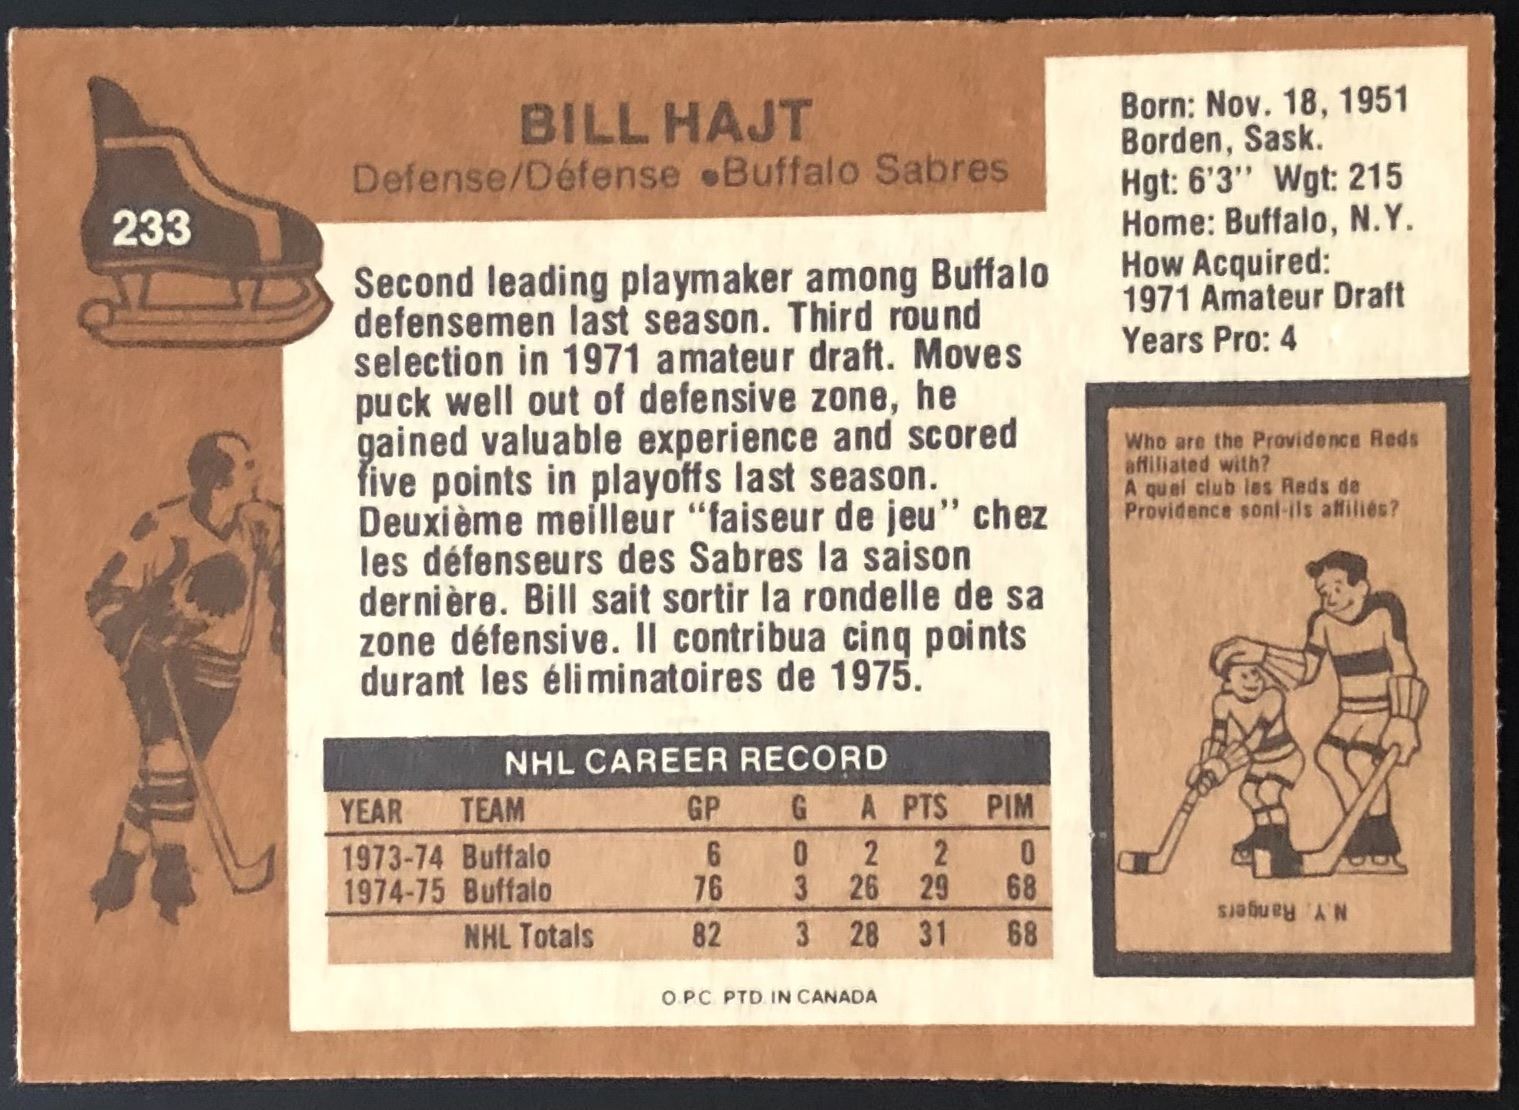 233
BILL HAJT
Defense/Défense •Buffalo Sabres
Born: Nov. 18, 1951
Borden, Sask.
Hgt: 6'3'' Wgt: 215
Home: Buffalo, N.Y.
How Acquired:
1971 Amateur Draft
Years Pro: 4
Second leading playmaker among Buffalo
defensemen last season. Third round
selection in 1971 amateur draft. Moves
puck well out of defensive zone, he
gained valuable experience and scored
five points in playoffs last season.
Deuxième meilleur "faiseur de jeu" chez
les défenseurs des Sabres la saison
dernière. Bill sait sortir la rondelle de sa
zone défensive. Il contribua cinq points
durant les éliminatoires de 1975.
Who are the Providence Reds
affiliated with?
A quel club les Reds de
Providence sont-ils affiliés?
N.Y. Rangers
NHL CAREER RECORD
YEAR TEAM GP G A PTS PIM
1973-74 Buffalo 6 0 2 2 0
1974-75 Buffalo 76 3 26 29 68
NHL Totals 82 3 28 31 68
O.P.C. PTD. IN CANADA